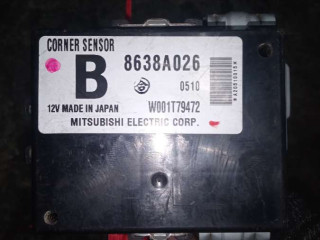 CORNER SENSOR
B 8638A026
0510
12V MADE IN JAPAN W001T79472
MITSUBISHI ELECTRIC CORP.